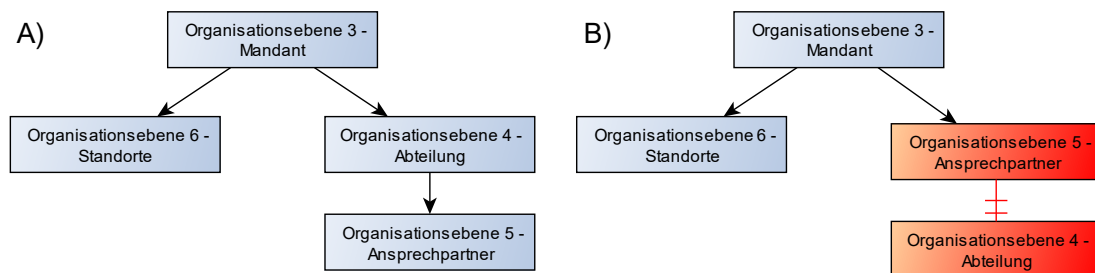 A)
Organisationsebene 3 -
Mandant
Organisationsebene 6 -
Standorte
Organisationsebene 4 -
Abteilung
Organisationsebene 5 -
Ansprechpartner
B)
Organisationsebene 3 -
Mandant
Organisationsebene 6 -
Standorte
Organisationsebene 5 -
Ansprechpartner
Organisationsebene 4 -
Abteilung